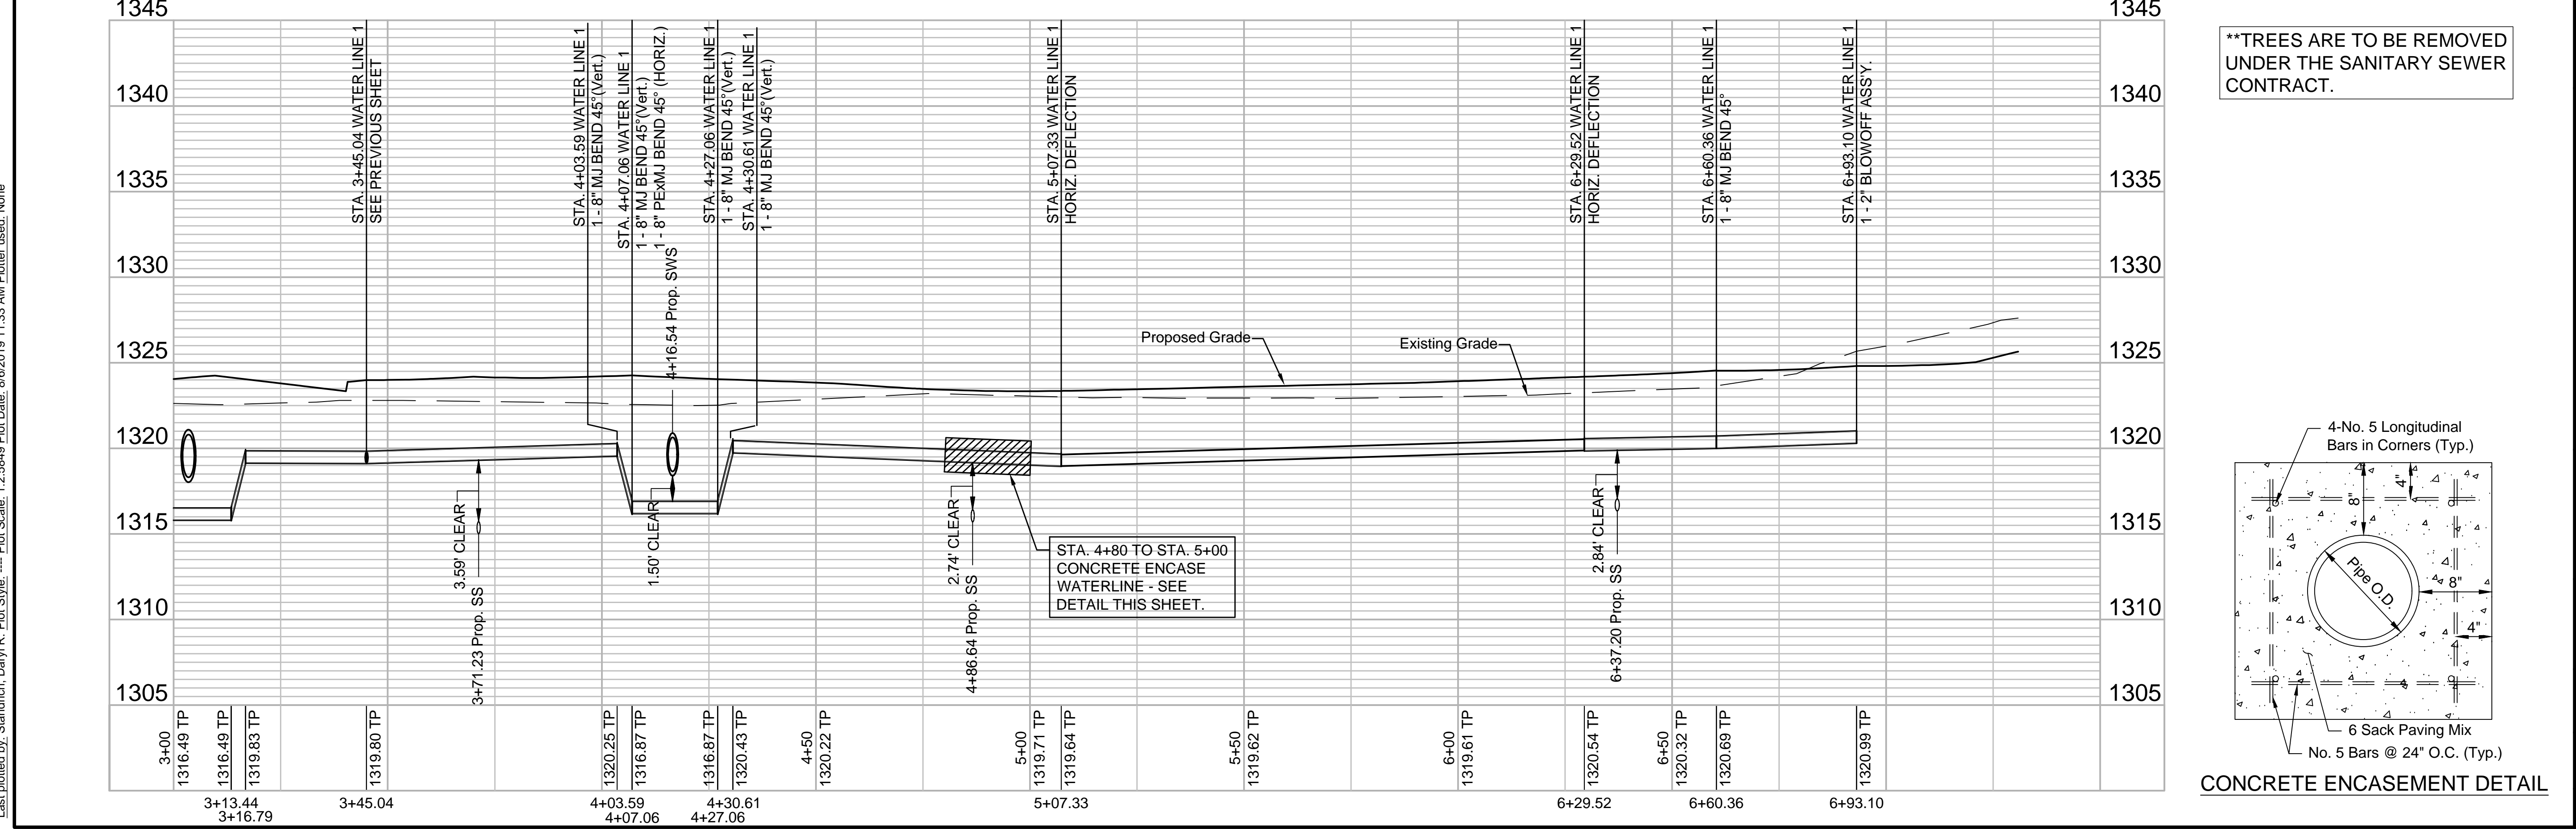 1345
1340
1335
1330
1325
1320
1315
1310
1305
1345
1340
1335
1330
1325
1320
1315
1310
1305
STA. 3+45.04 WATER LINE 1
SEE PREVIOUS SHEET
STA. 4+03.59 WATER LINE 1
1 - 8" MJ BEND 45°(Vert.)
STA. 4+07.06 WATER LINE 1
1 - 8" MJ BEND 45°(Vert.)
1 - 8" PExMJ BEND 45° (HORIZ.)
4+16.54 Prop. SWS
STA. 4+27.06 WATER LINE 1
1 - 8" MJ BEND 45°(Vert.)
STA. 4+30.61 WATER LINE 1
1 - 8" MJ BEND 45°(Vert.)
STA. 5+07.33 WATER LINE 1
HORIZ. DEFLECTION
STA. 6+29.52 WATER LINE 1
HORIZ. DEFLECTION
STA. 6+60.36 WATER LINE 1
1 - 8" MJ BEND 45°
STA. 6+93.10 WATER LINE 1
1 - 2" BLOWOFF ASS'Y.
Proposed Grade
Existing Grade
3.59' CLEAR
3+71.23 Prop. SS
1.50' CLEAR
2.74' CLEAR
4+86.64 Prop. SS
STA. 4+80 TO STA. 5+00
CONCRETE ENCASE
WATERLINE - SEE
DETAIL THIS SHEET.
2.84' CLEAR
6+37.20 Prop. SS
3+00
1316.49 TP
1316.49 TP
1319.83 TP
1319.80 TP
1320.25 TP
1316.87 TP
1316.87 TP
1320.43 TP
4+50
1320.22 TP
5+00
1319.71 TP
1319.64 TP
5+50
1319.62 TP
6+00
1319.61 TP
1320.54 TP
6+50
1320.32 TP
1320.69 TP
1320.99 TP
3+13.44
3+16.79
3+45.04
4+03.59
4+07.06
4+30.61
4+27.06
5+07.33
6+29.52
6+60.36
6+93.10
**TREES ARE TO BE REMOVED
UNDER THE SANITARY SEWER
CONTRACT.
4-No. 5 Longitudinal
Bars in Corners (Typ.)
8"
4"
Pipe O.D.
8"
4"
6 Sack Paving Mix
No. 5 Bars @ 24" O.C. (Typ.)
CONCRETE ENCASEMENT DETAIL